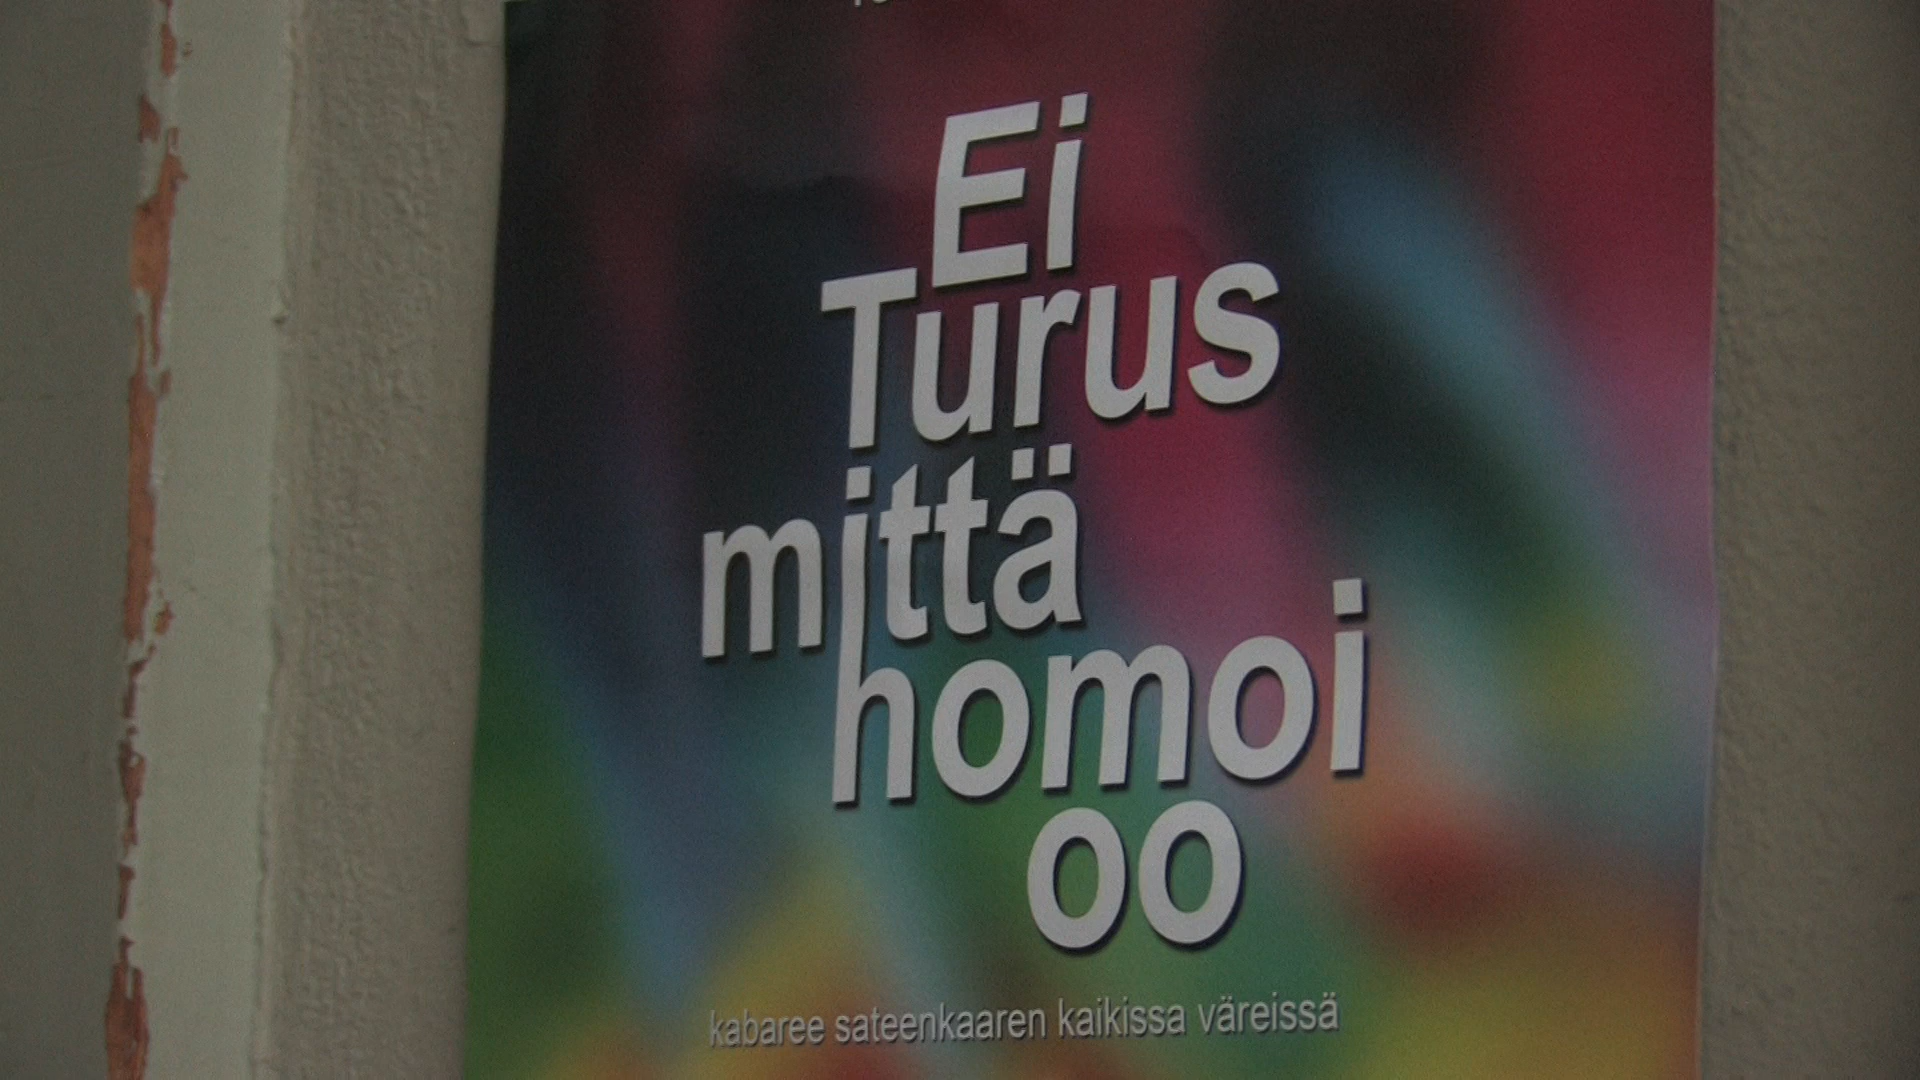 Ei
Turus
mittä
homoi
oo
kabaree sateenkaaren kaikissa väreissä